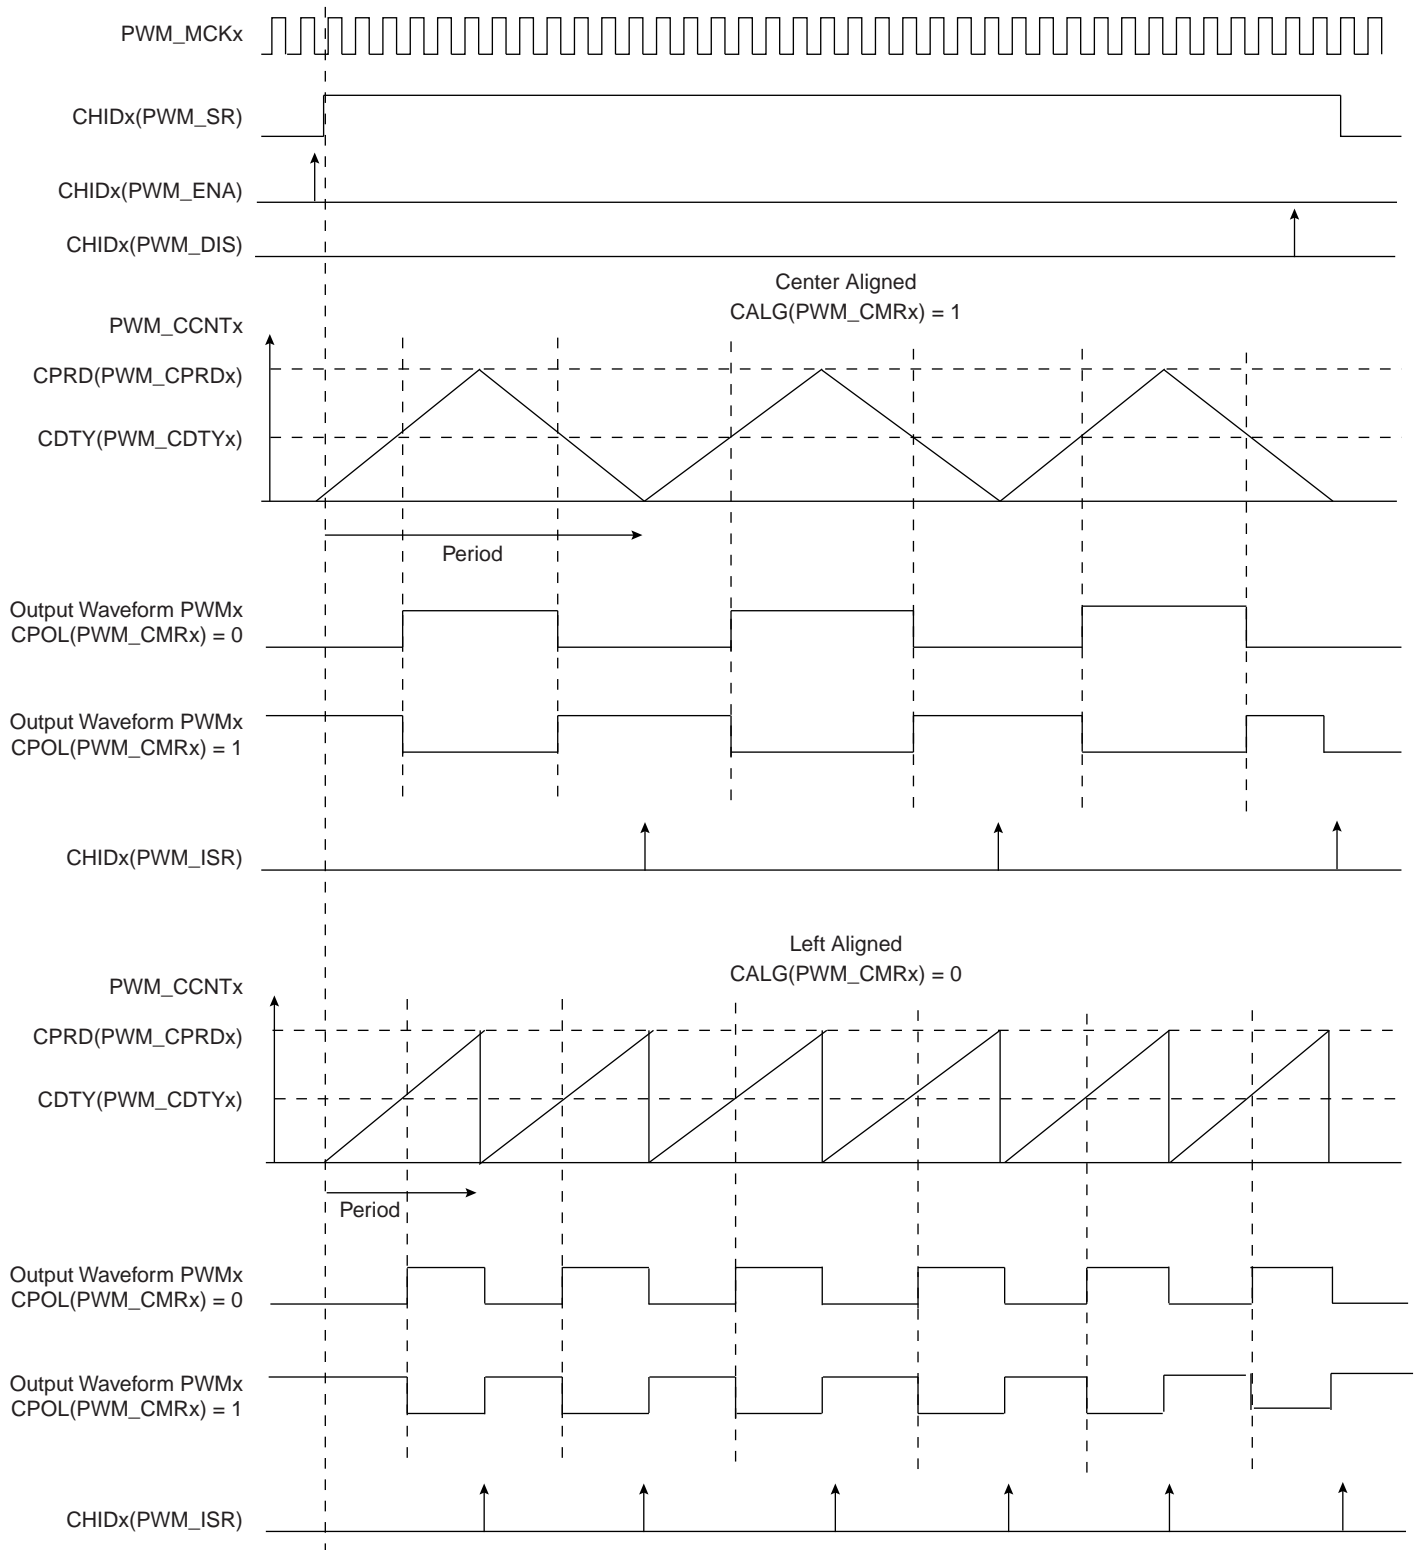 PWM_MCKx
CHIDx(PWM_SR)
CHIDx(PWM_ENA)
CHIDx(PWM_DIS)
Center Aligned
CALG(PWM_CMRx) = 1
PWM_CCNTx
CPRD(PWM_CPRDx)
CDTY(PWM_CDTYx)
Period
Output Waveform PWMx
CPOL(PWM_CMRx) = 0
Output Waveform PWMx
CPOL(PWM_CMRx) = 1
CHIDx(PWM_ISR)
Left Aligned
CALG(PWM_CMRx) = 0
PWM_CCNTx
CPRD(PWM_CPRDx)
CDTY(PWM_CDTYx)
Period
Output Waveform PWMx
CPOL(PWM_CMRx) = 0
Output Waveform PWMx
CPOL(PWM_CMRx) = 1
CHIDx(PWM_ISR)